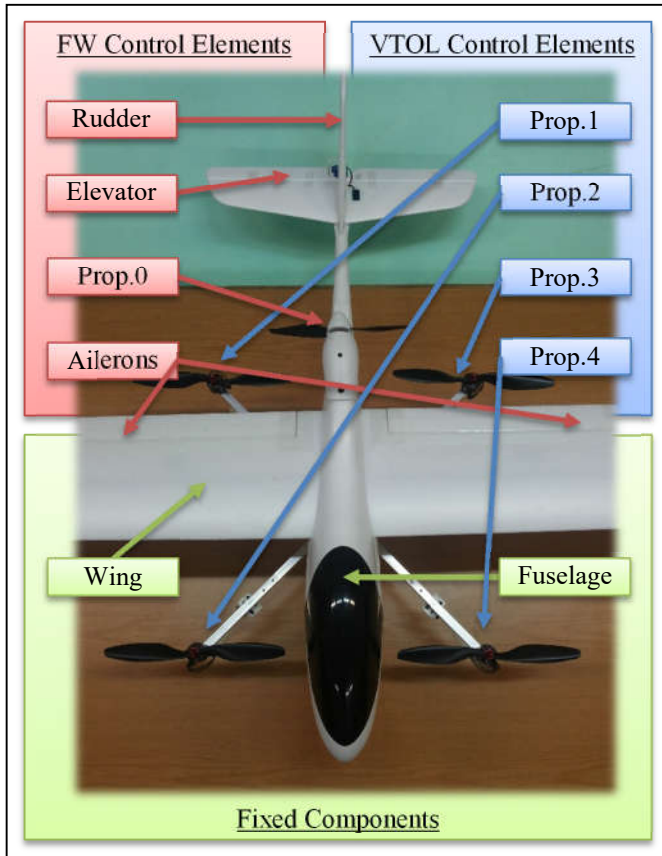 FW Control Elements
VTOL Control Elements
Rudder
Elevator
Prop.0
Ailerons
Prop.1
Prop.2
Prop.3
Prop.4
Wing
Fuselage
Fixed Components